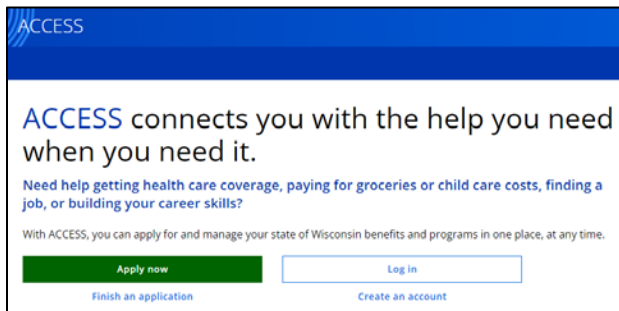 ACCESS
ACCESS connects you with the help you need
when you need it.
Need help getting health care coverage, paying for groceries or child care costs, finding a
job, or building your career skills?
With ACCESS, you can apply for and manage your state of Wisconsin benefits and programs in one place, at any time.
Apply now
Log in
Finish an application
Create an account